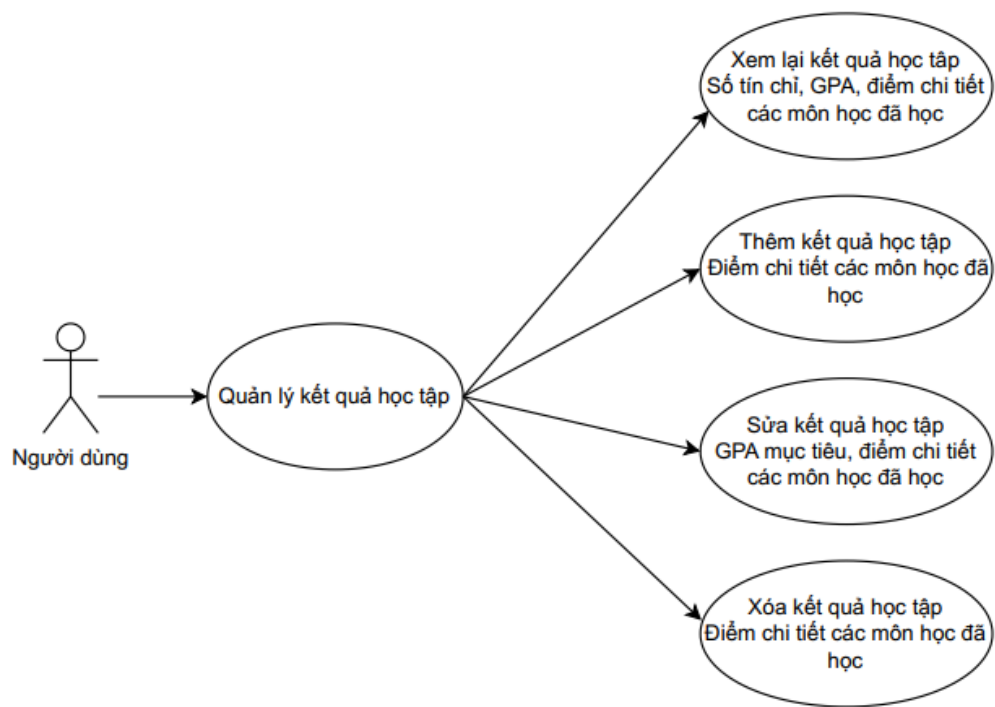 Xem lại kết quả học tâp
Số tín chỉ, GPA, điểm chi tiết
các môn học đã học
Thêm kết quả học tập
Điểm chi tiết các môn học đã
học
Người dùng
Quản lý kết quả học tập
Sửa kết quả học tập
GPA mục tiêu, điểm chi tiết
các môn học đã học
Xóa kết quả học tập
Điểm chi tiết các môn học đã
học